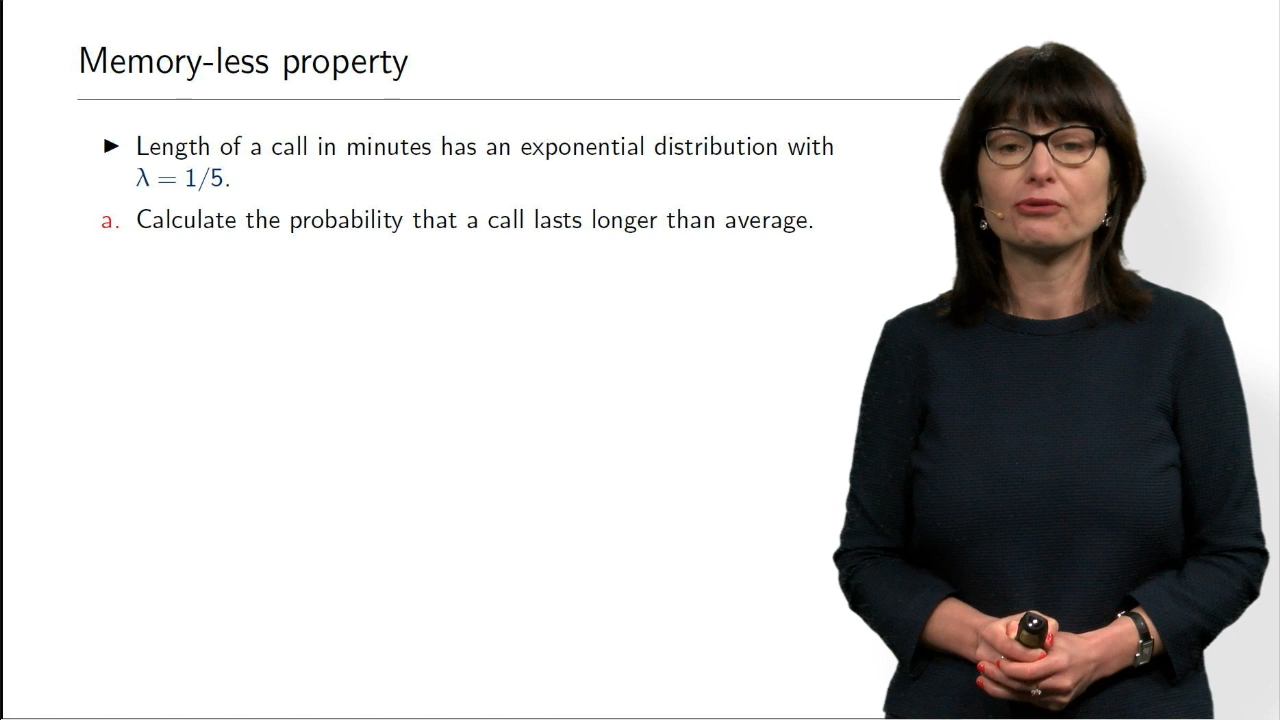 Memory-less property
► Length of a call in minutes has an exponential distribution with
λ = 1/5.
a. Calculate the probability that a call lasts longer than average.